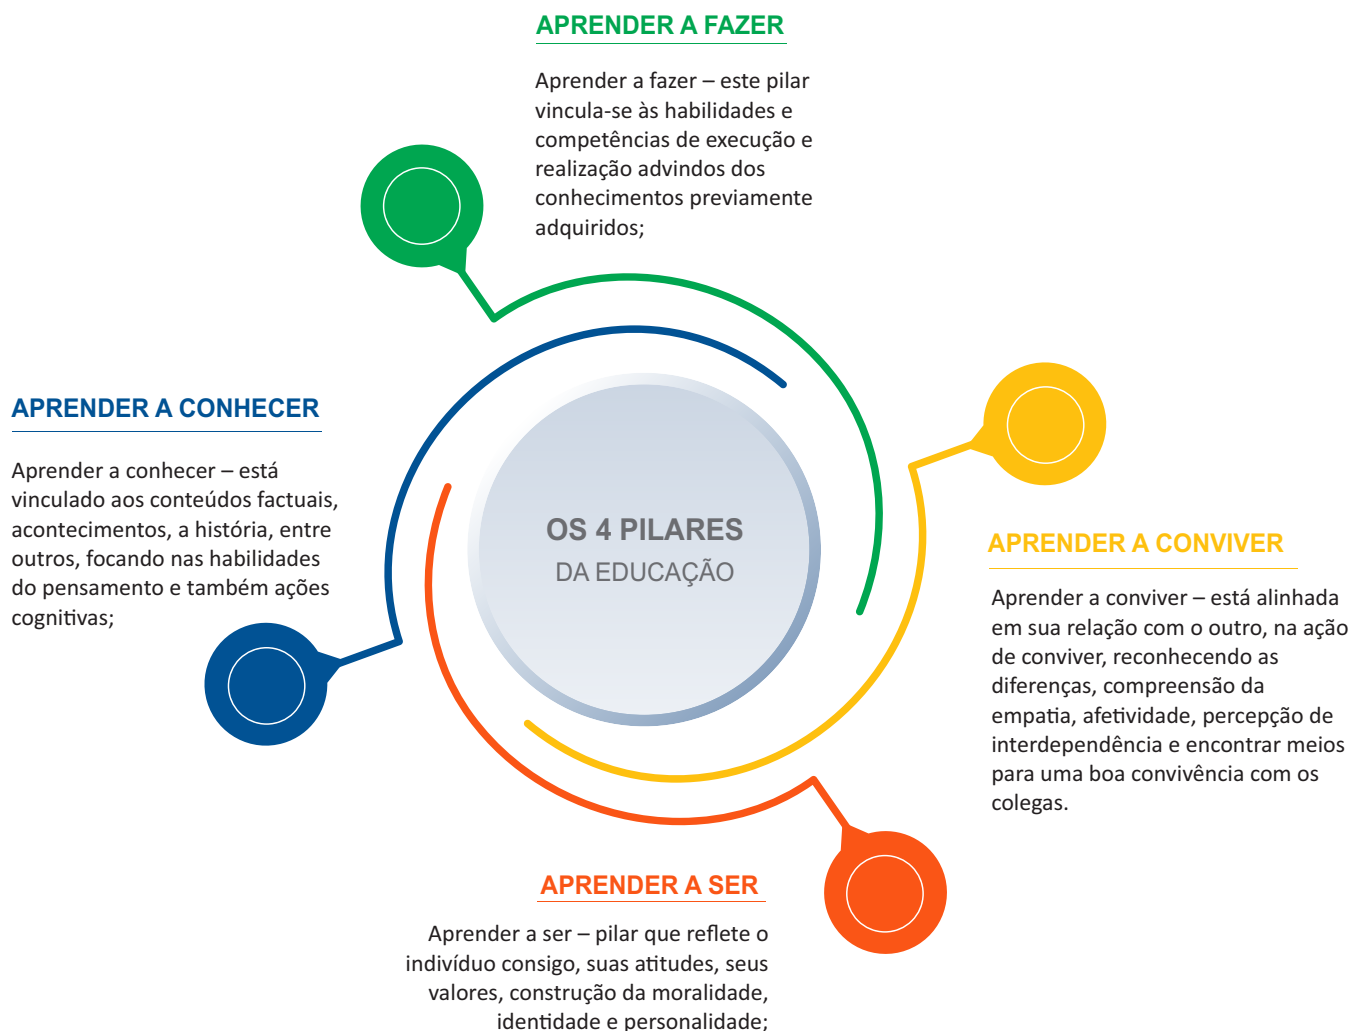 APRENDER A FAZER
Aprender a fazer – este pilar
vincula-se às habilidades e
competências de execução e
realização advindos dos
conhecimentos previamente
adquiridos;
APRENDER A CONHECER
Aprender a conhecer – está
vinculado aos conteúdos factuais,
acontecimentos, a história, entre
outros, focando nas habilidades
do pensamento e também ações
cognitivas;
OS 4 PILARES
DA EDUCAÇÃO
APRENDER A CONVIVER
Aprender a conviver – está alinhada
em sua relação com o outro, na ação
de conviver, reconhecendo as
diferenças, compreensão da
empatia, afetividade, percepção de
interdependência e encontrar meios
para uma boa convivência com os
colegas.
APRENDER A SER
Aprender a ser – pilar que reflete o
indivíduo consigo, suas atitudes, seus
valores, construção da moralidade,
identidade e personalidade;